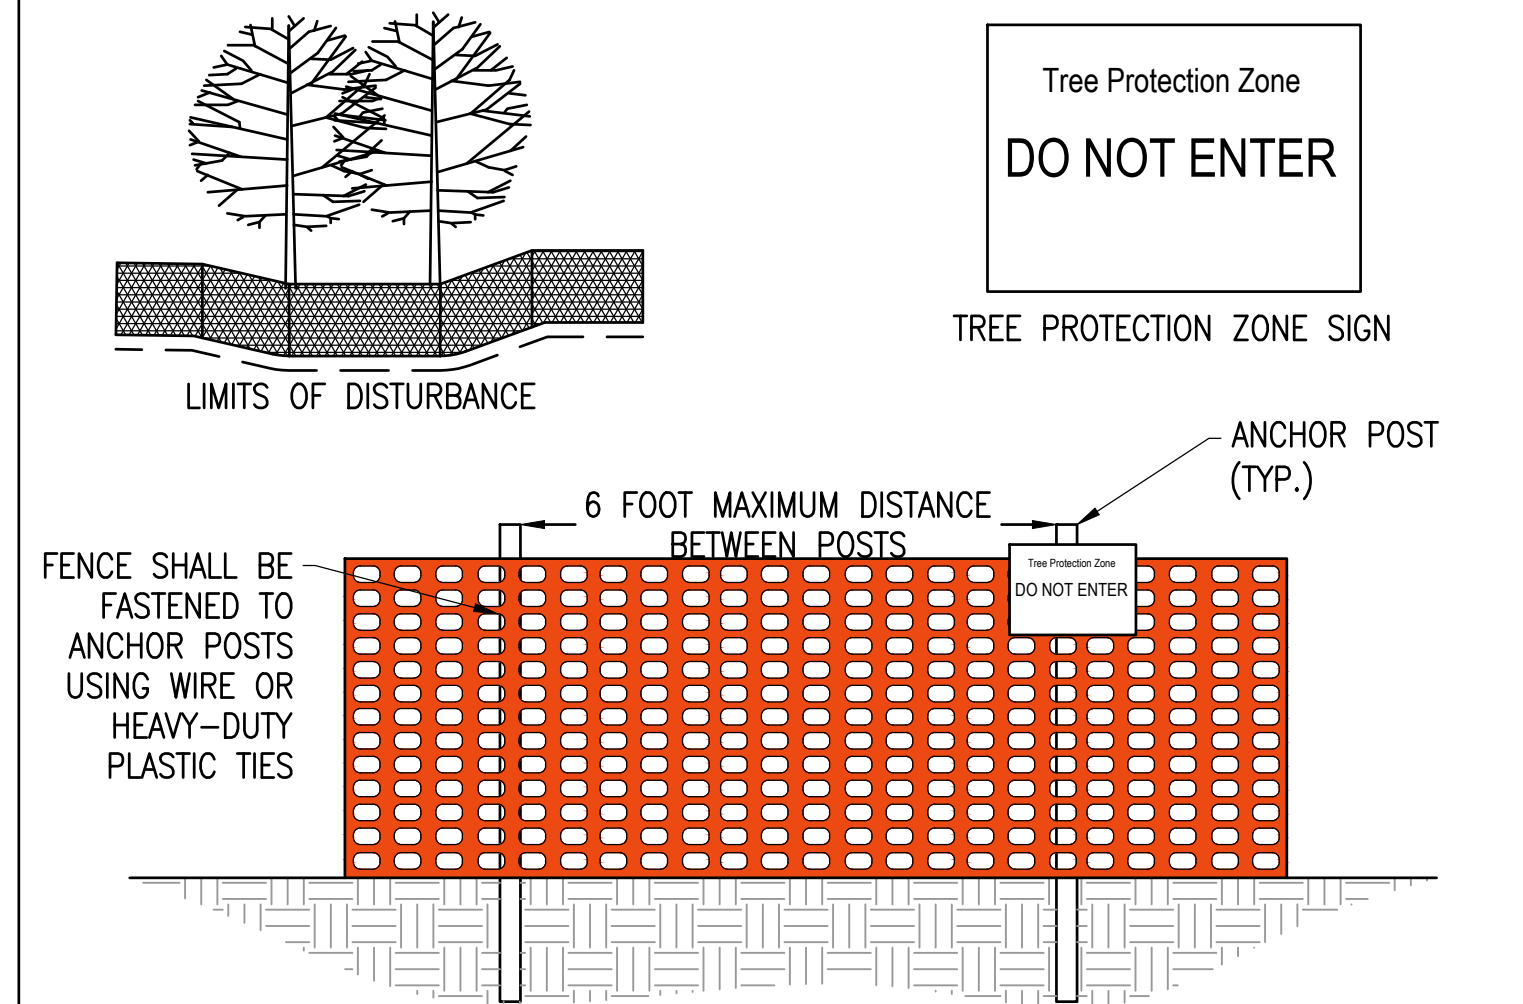 Tree Protection Zone
DO NOT ENTER
TREE PROTECTION ZONE SIGN
LIMITS OF DISTURBANCE
ANCHOR POST
(TYP.)
6 FOOT MAXIMUM DISTANCE
BETWEEN POSTS
FENCE SHALL BE
FASTENED TO
ANCHOR POSTS
USING WIRE OR
HEAVY-DUTY
PLASTIC TIES
Tree Protection Zone
DO NOT ENTER